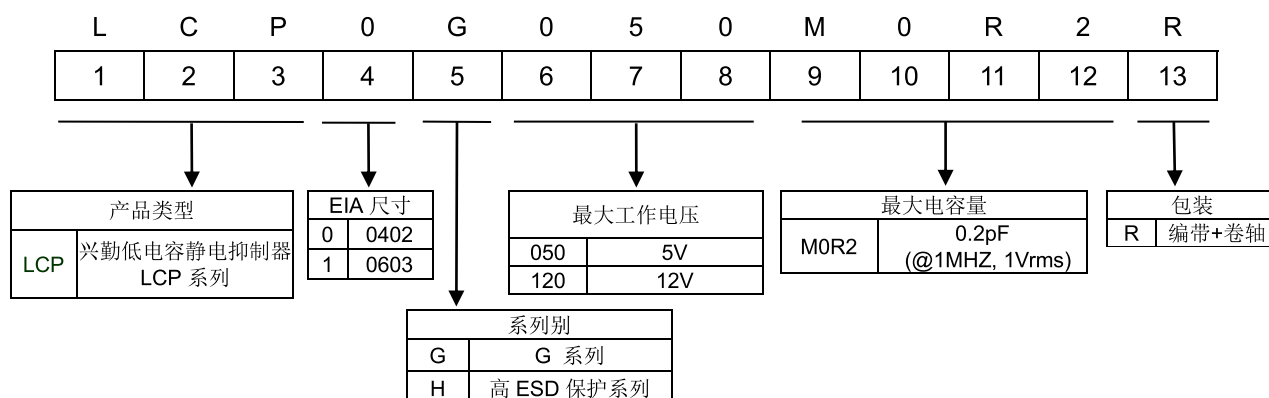 L C P 0 G 0 5 0 M 0 R 2 R
1 2 3 4 5 6 7 8 9 10 11 12 13
产品类型
LCP 兴勤低电容静电抑制器
LCP 系列
EIA 尺寸
0 0402
1 0603
最大工作电压
050 5V
120 12V
最大电容量
M0R2 0.2pF
(@1MHZ, 1Vrms)
包装
R 编带+卷轴
系列别
G G 系列
H 高 ESD 保护系列